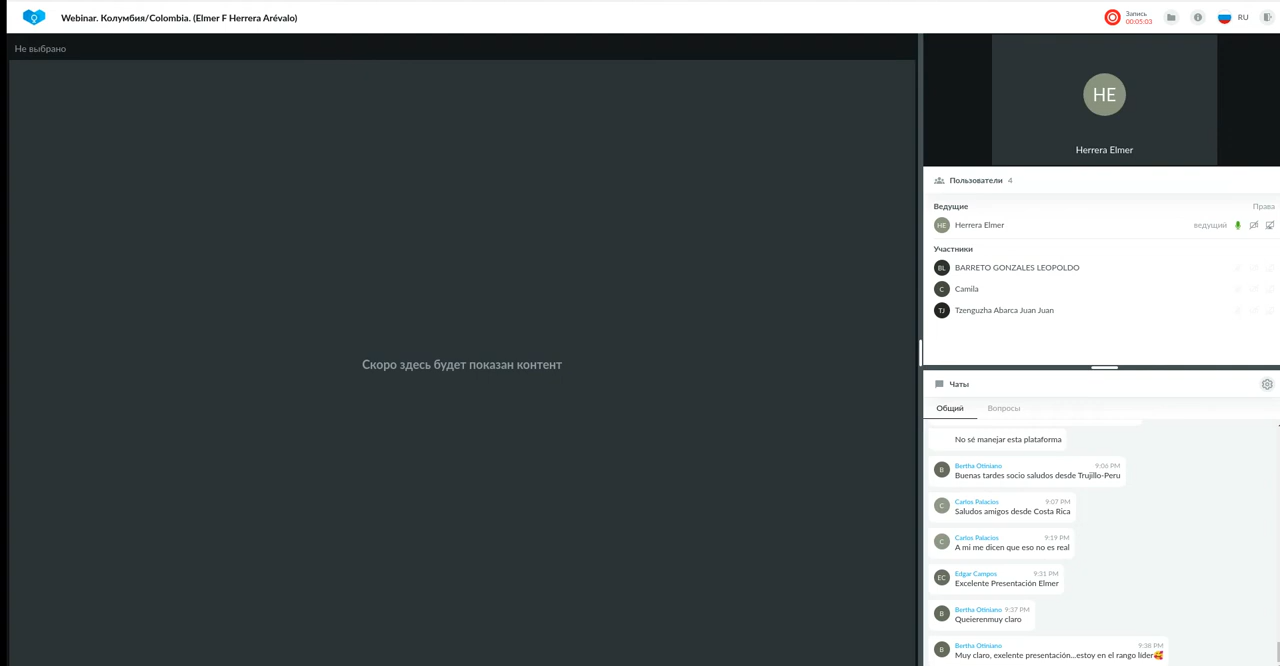 Webinar. Колумбия/Colombia. (Elmer F Herrera Arévalo)
Запись
00:05:03
RU
Не выбрано
Скоро здесь будет показан контент
HE
Herrera Elmer
Пользователи 4
Ведущие Права
HE Herrera Elmer ведущий
Участники
BL BARRETO GONZALES LEOPOLDO
C Camila
TJ Tzenguzha Abarca Juan Juan
Чаты
Общий Вопросы
No sé manejar esta plataforma
B Bertha Otiniano 9:06 PM
Buenas tardes socio saludos desde Trujillo-Peru
C Carlos Palacios 9:07 PM
Saludos amigos desde Costa Rica
C Carlos Palacios 9:19 PM
A mi me dicen que eso no es real
EC Edgar Campos 9:31 PM
Excelente Presentación Elmer
B Bertha Otiniano 9:37 PM
Queierenmuy claro
B Bertha Otiniano 9:38 PM
Muy claro, exelente presentación...estoy en el rango líder🥰